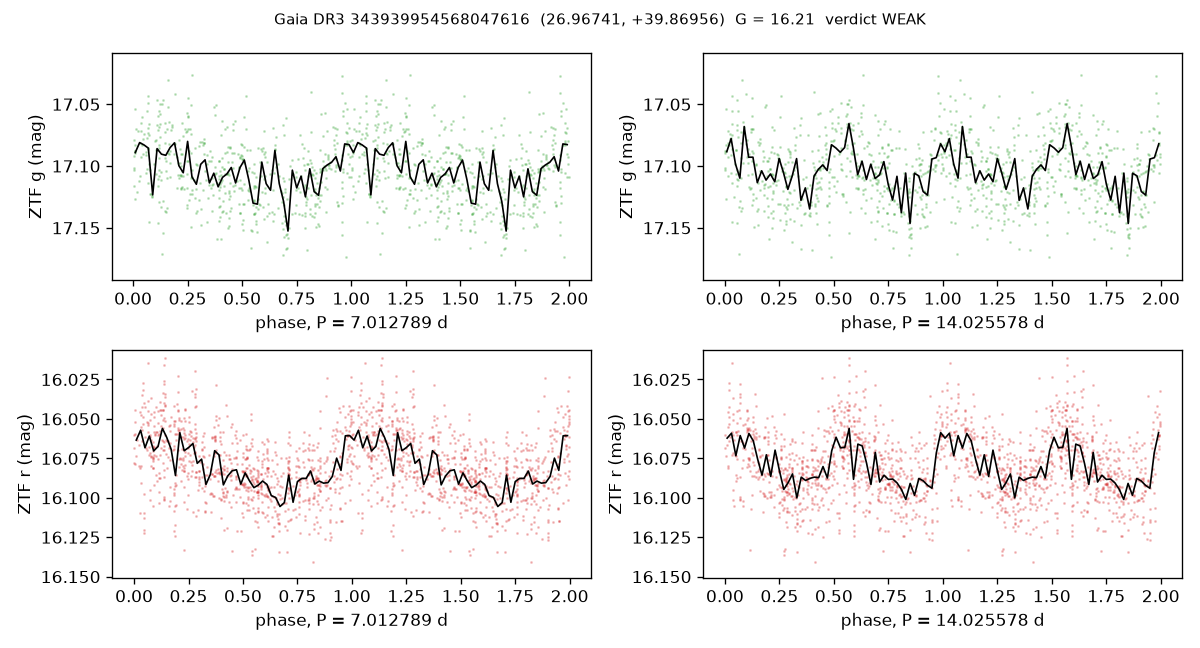 Gaia DR3 343939954568047616  (26.96741, +39.86956)  G = 16.21  verdict WEAK
ZTF g (mag)
17.05
17.10
17.15
0.00 0.25 0.50 0.75 1.00 1.25 1.50 1.75 2.00
phase, P = 7.012789 d
ZTF g (mag)
17.05
17.10
17.15
0.00 0.25 0.50 0.75 1.00 1.25 1.50 1.75 2.00
phase, P = 14.025578 d
ZTF r (mag)
16.025
16.050
16.075
16.100
16.125
16.150
0.00 0.25 0.50 0.75 1.00 1.25 1.50 1.75 2.00
phase, P = 7.012789 d
ZTF r (mag)
16.025
16.050
16.075
16.100
16.125
16.150
0.00 0.25 0.50 0.75 1.00 1.25 1.50 1.75 2.00
phase, P = 14.025578 d